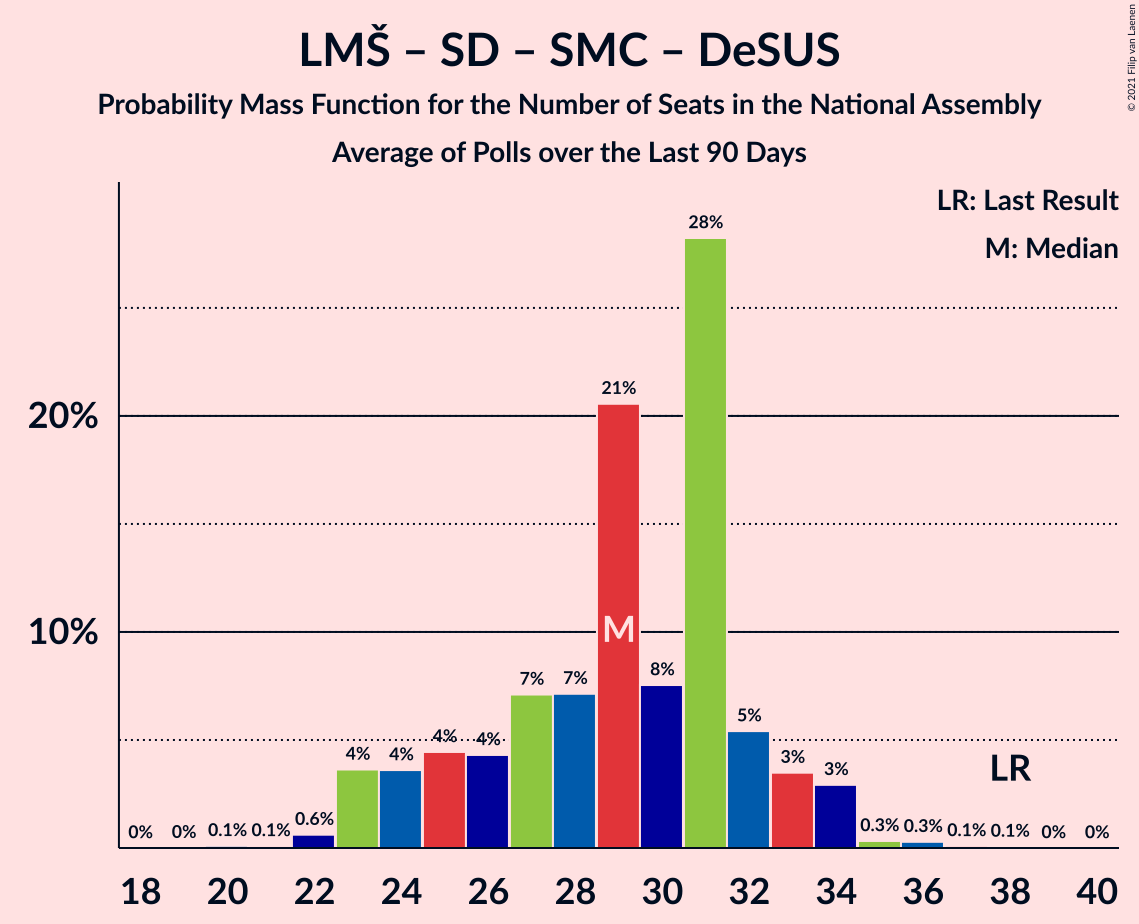 LMŠ – SD – SMC – DeSUS
Probability Mass Function for the Number of Seats in the National Assembly
Average of Polls over the Last 90 Days
© 2021 Filip van Laenen
LR: Last Result
M: Median
28%
21%
20%
M
10%
8%
7% 7%
5%
4% 4% 4% 4%
3% 3%
LR
0% 0% 0.1% 0.1% 0.6% 0.3% 0.3% 0.1% 0.1% 0% 0%
18 20 22 24 26 28 30 32 34 36 38 40